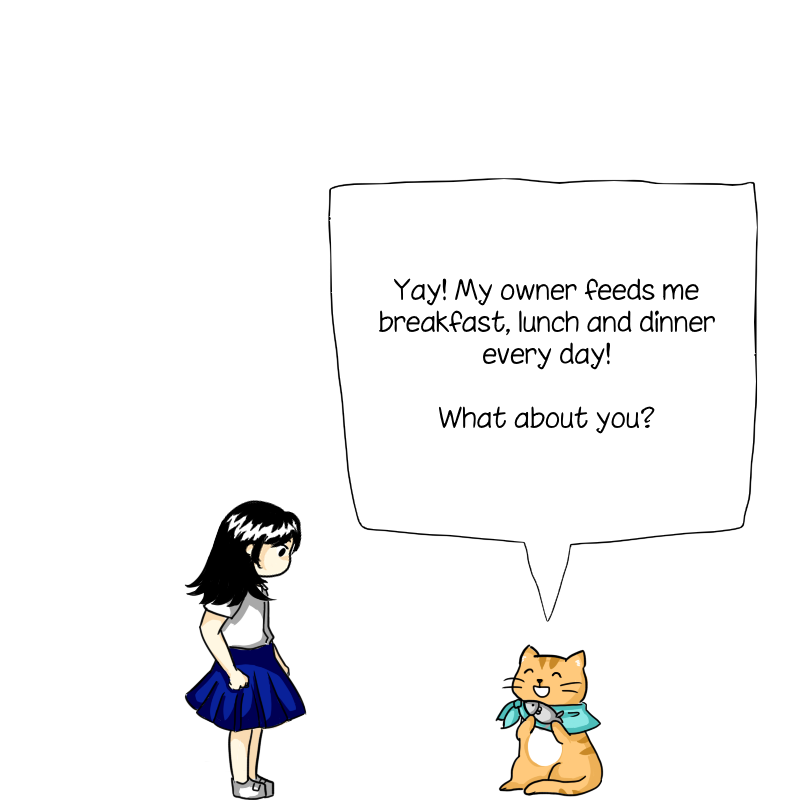 Yay! My owner feeds me
breakfast, lunch and dinner
every day!
What about you?